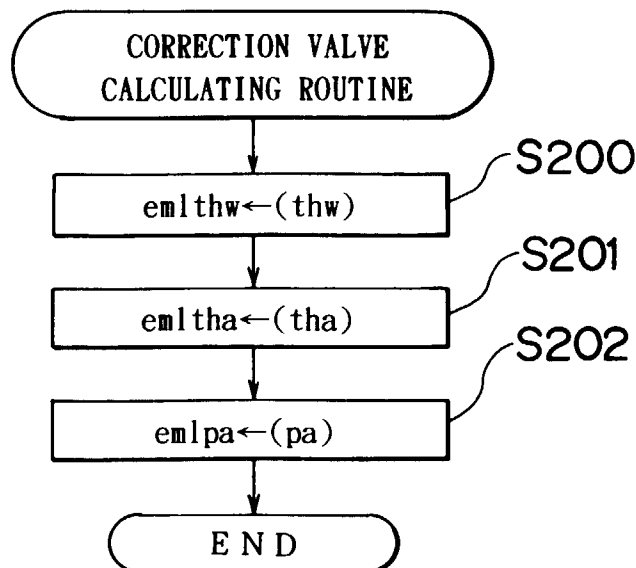 CORRECTION VALVE
CALCULATING ROUTINE
S200
emlthw←(thw)
S201
emltha←(tha)
S202
emlpa←(pa)
END